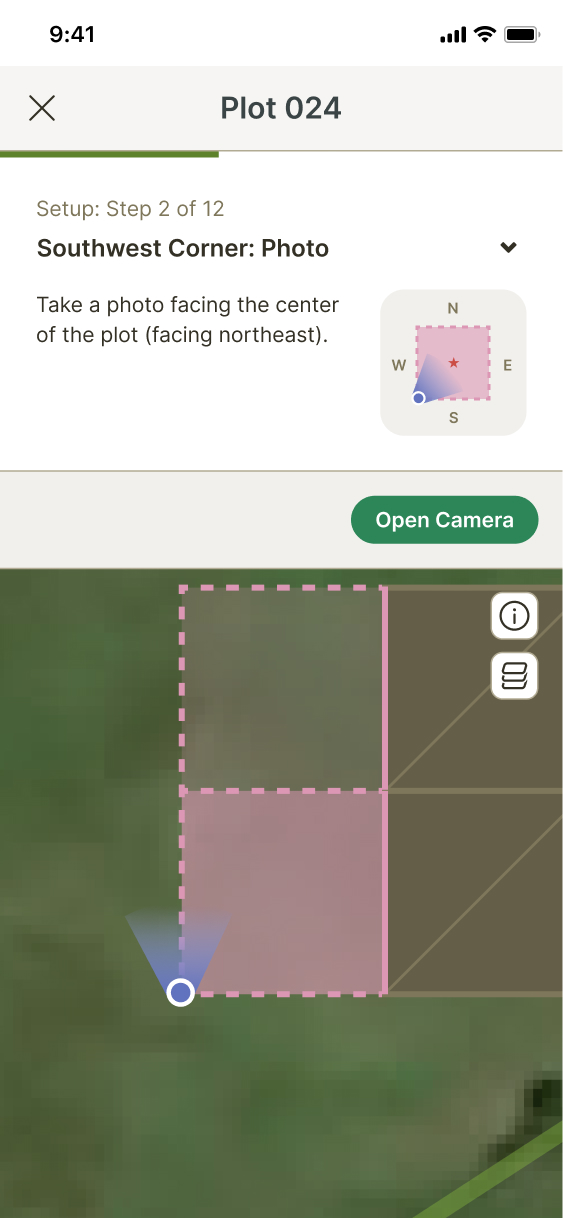 9:41
Plot 024
Setup: Step 2 of 12
Southwest Corner: Photo
Take a photo facing the center
of the plot (facing northeast).
N
W
E
S
Open Camera